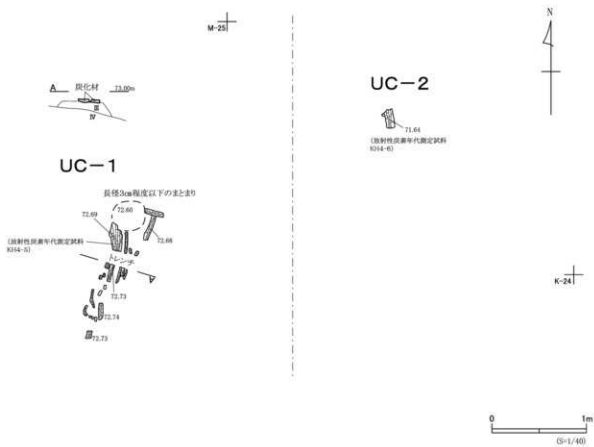 M-25
N
A 炭化材 73.00m
III
IV
UC-1
UC-2
71.64
(放射性炭素年代測定試料
KH4-6)
長径3cm程度以下のまとまり
72.60
72.69
72.68
(放射性炭素年代測定試料
KH4-5)
トレンチ
A
72.73
72.74
72.73
K-24
0 1m
(S=1/40)